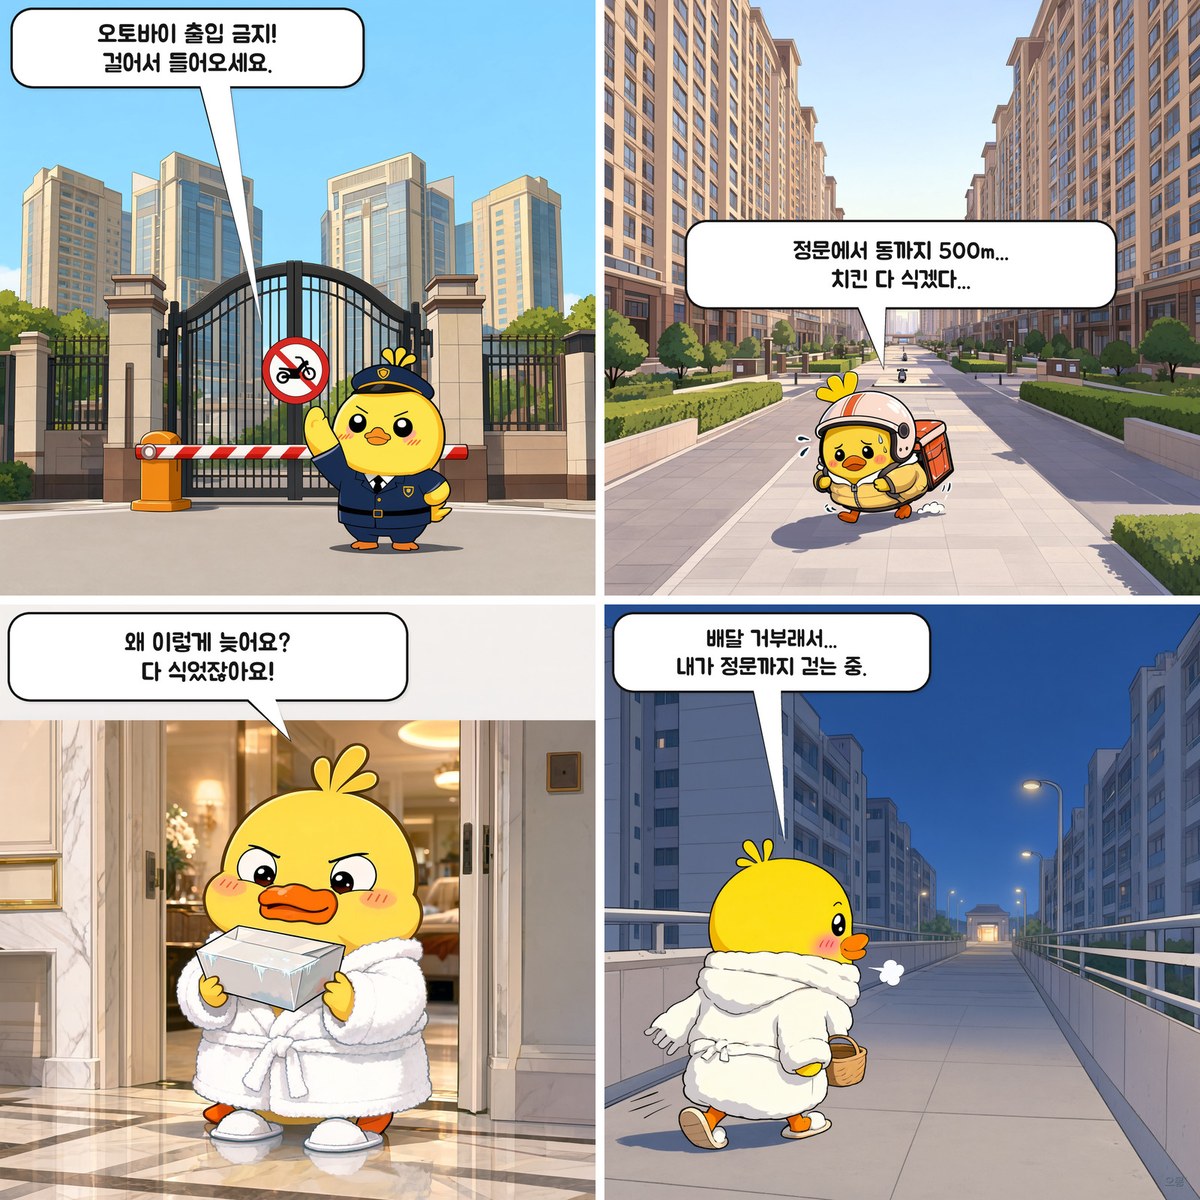 오토바이 출입 금지!
걸어서 들어오세요.
정문에서 동까지 500m...
치킨 다 식겠다...
왜 이렇게 늦어요?
다 식었잖아요!
배달 거부래서...
내가 정문까지 걷는 중.